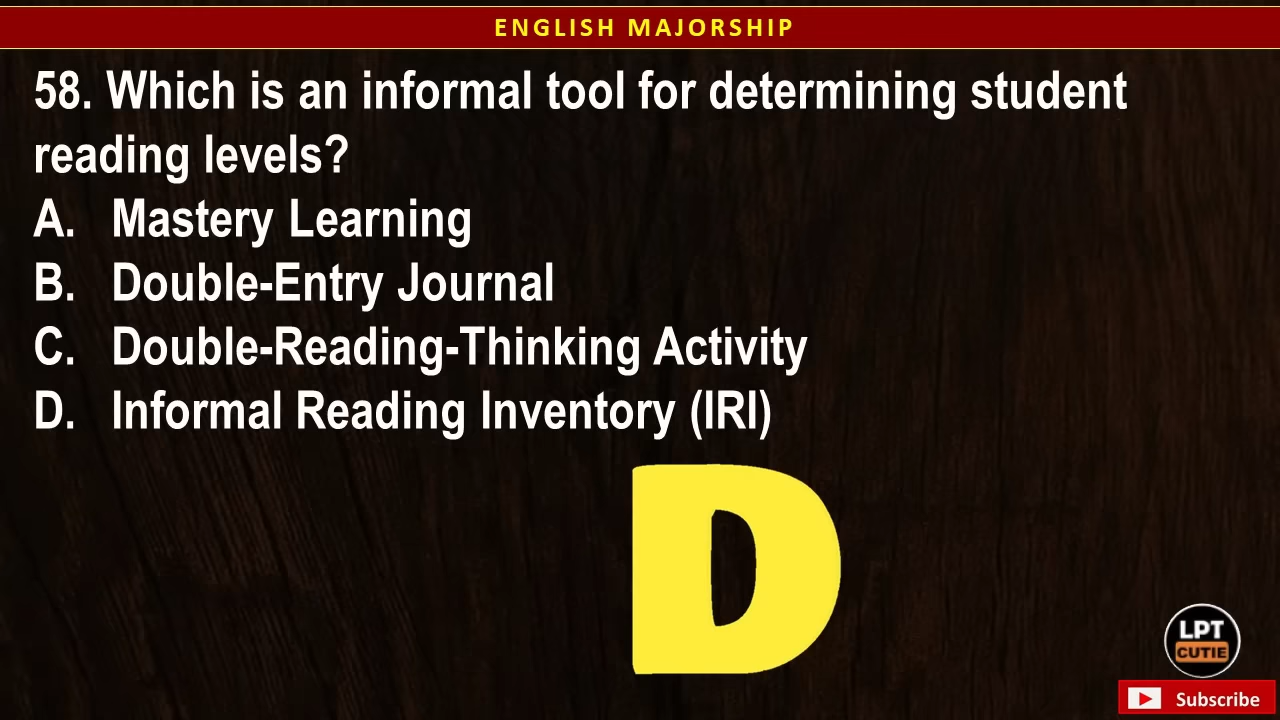 ENGLISH MAJORSHIP
58. Which is an informal tool for determining student
reading levels?
A. Mastery Learning
B. Double-Entry Journal
C. Double-Reading-Thinking Activity
D. Informal Reading Inventory (IRI)
D
LPT
CUTIE
Subscribe